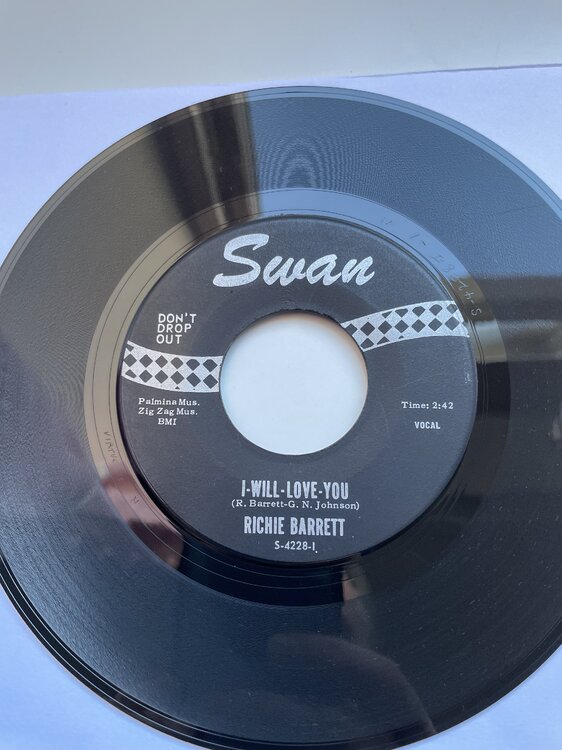 Swan
DON'T
DROP
OUT
Palmina Mus.
Zig Zag Mus.
BMI
Time: 2:42
VOCAL
I-WILL-LOVE-YOU
(R. Barrett-G. N. Johnson)
RICHIE BARRETT
S-4228-1